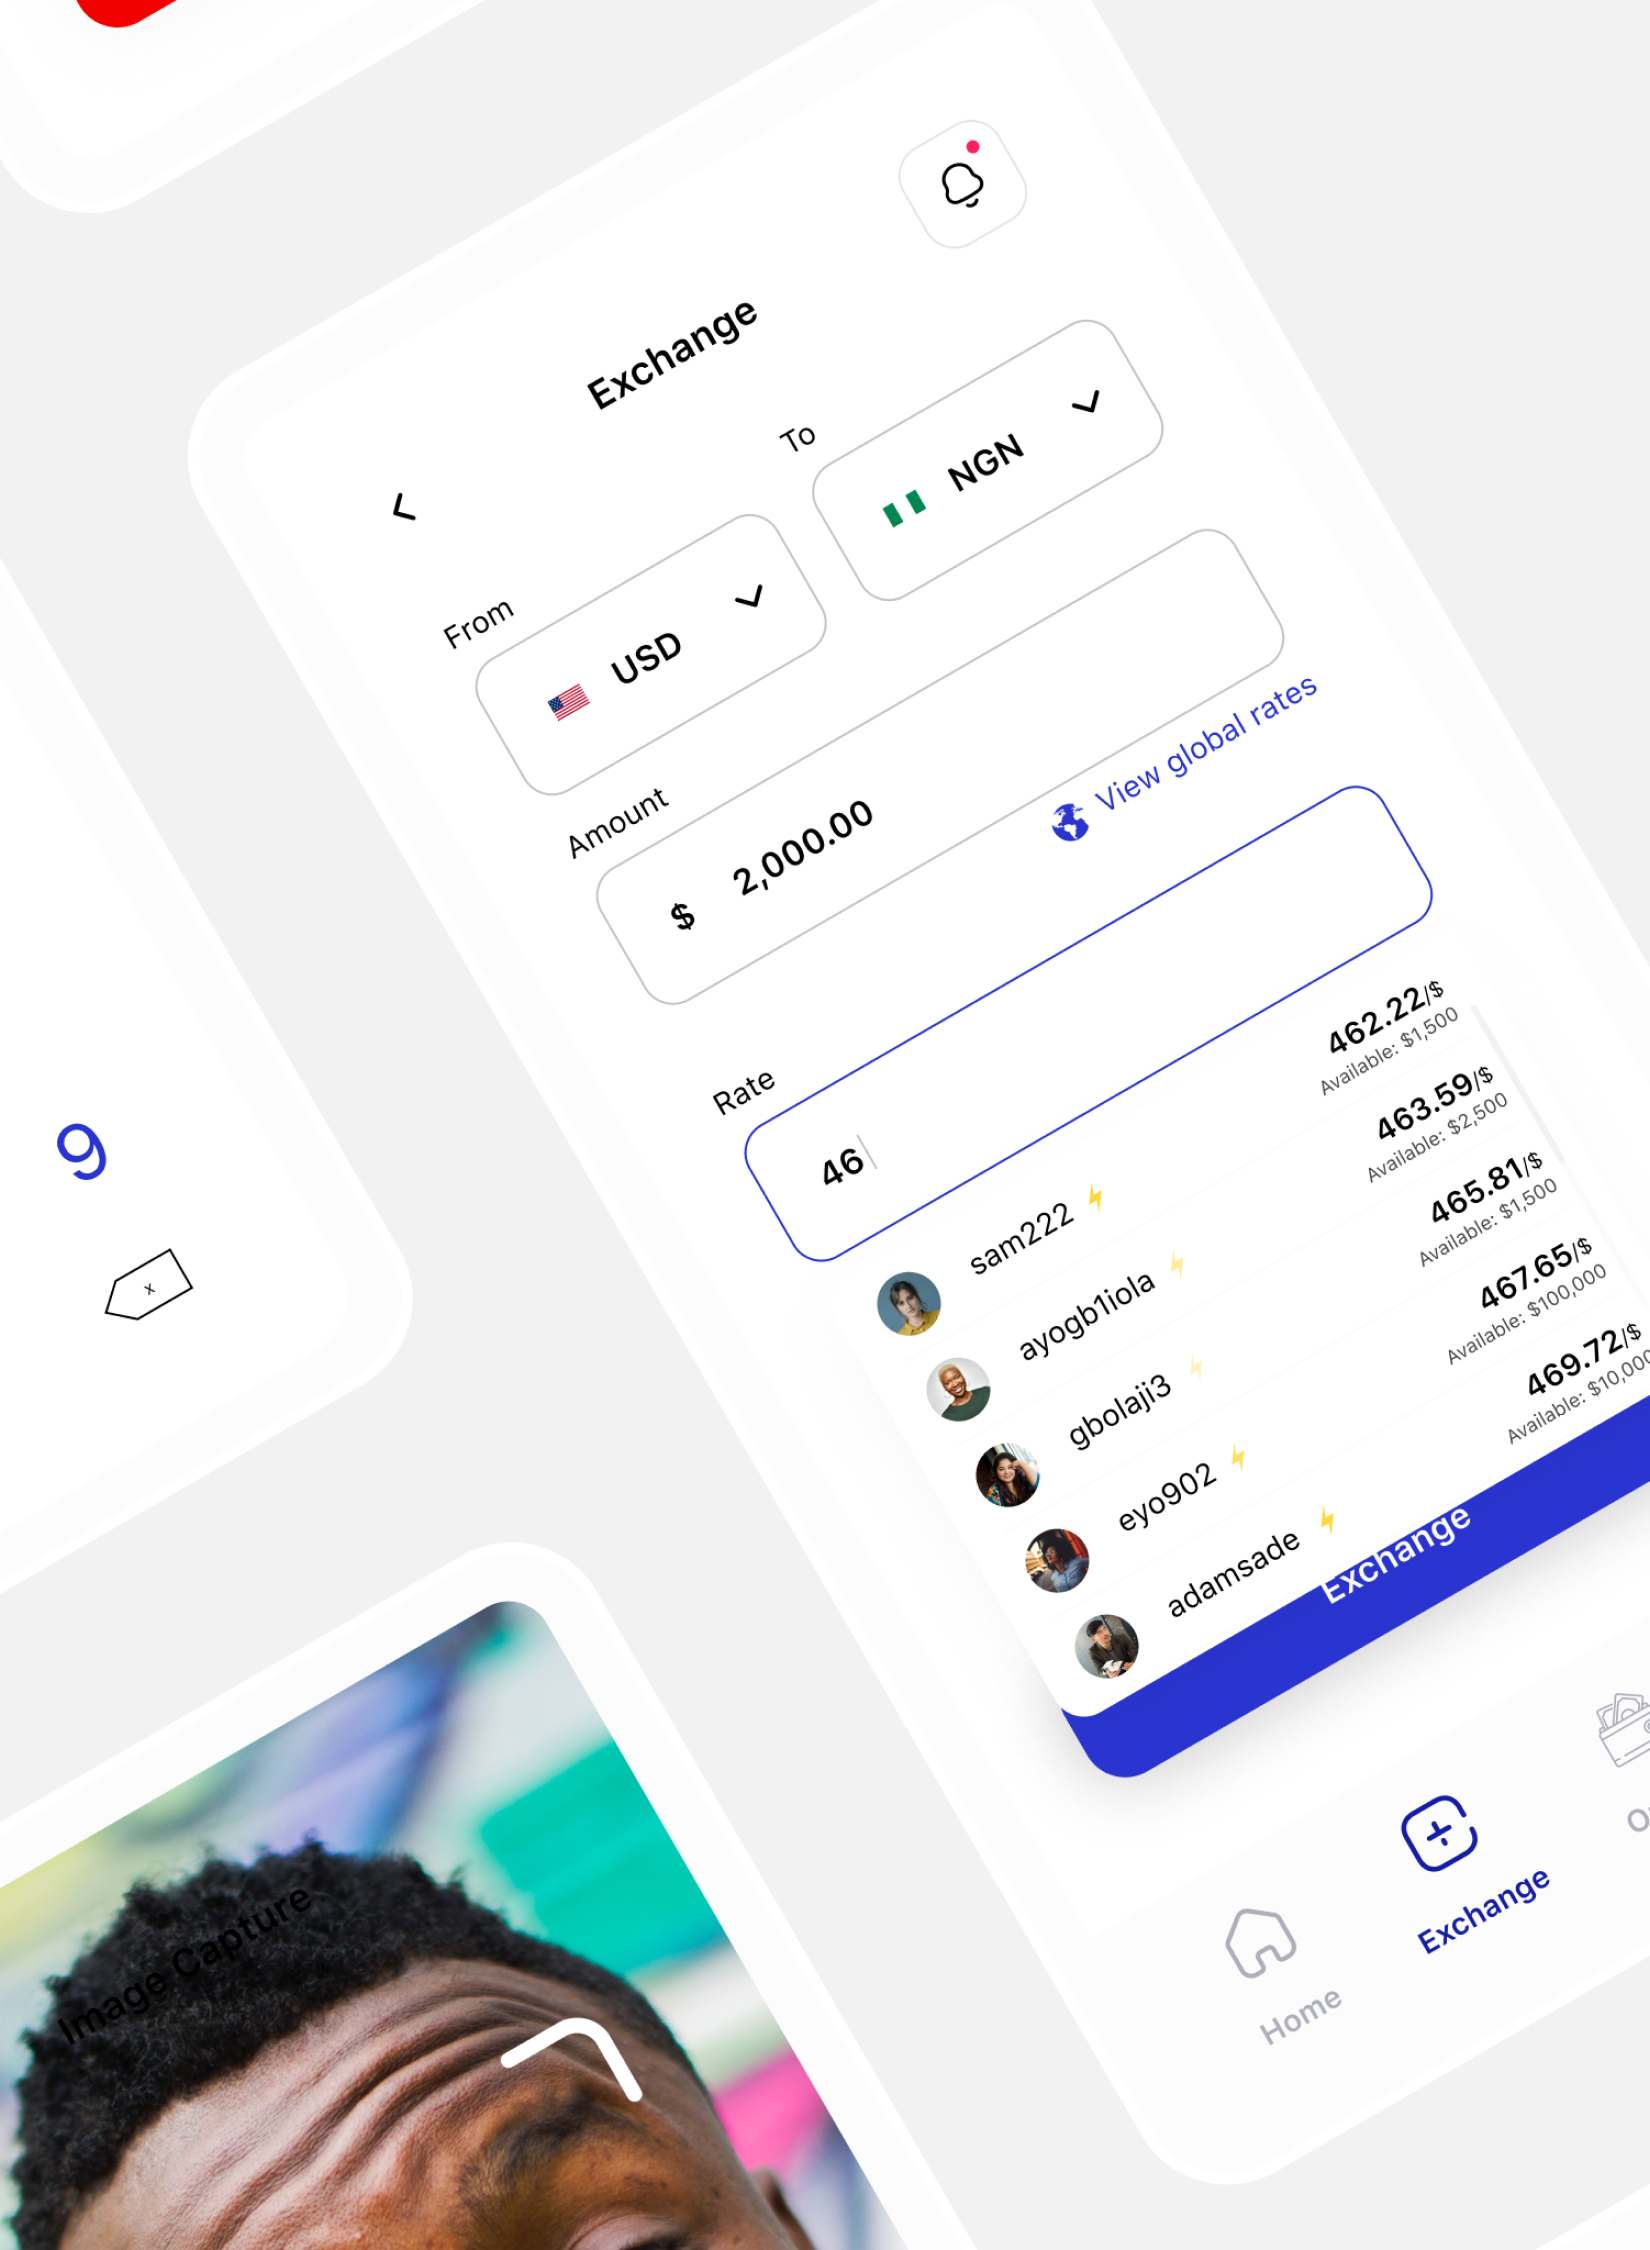 Exchange
From
To
USD
NGN
Amount
$ 2,000.00
View global rates
Rate
46
sam222
462.22/$
Available: $1,500
ayogb1iola
463.59/$
Available: $2,500
gbolaji3
465.81/$
Available: $1,500
eyo902
467.65/$
Available: $100,000
adamsade
469.72/$
Available: $10,000
Exchange
Home
Exchange
9
x
Image Capture